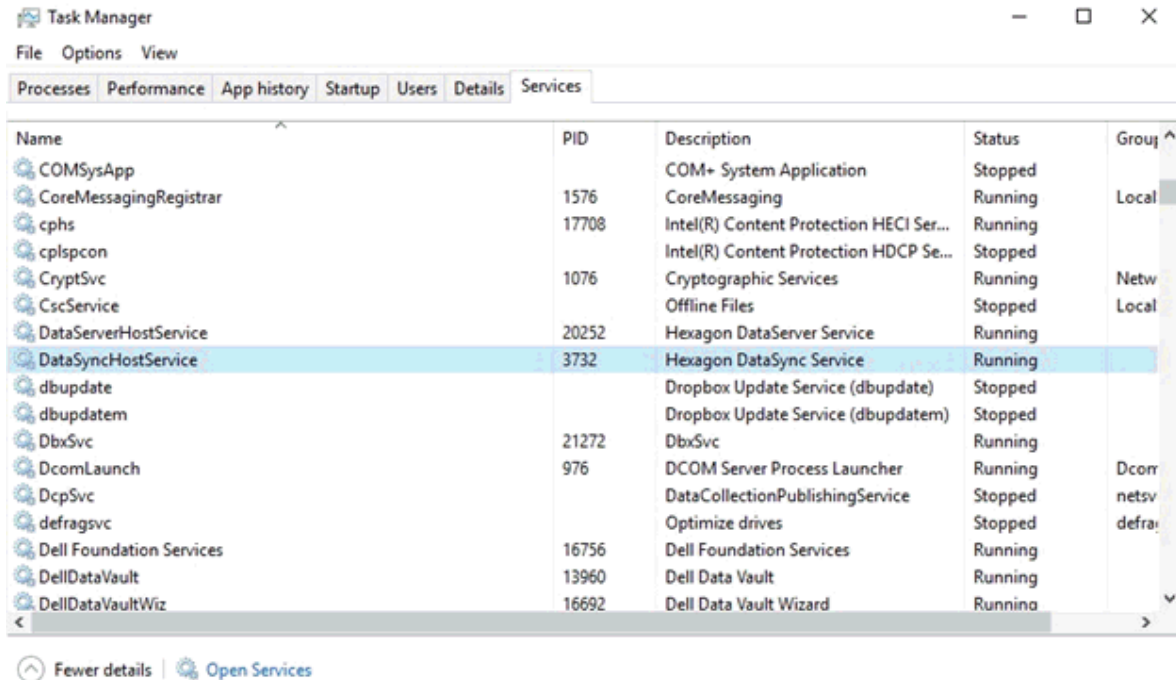 Task Manager
File Options View
Processes Performance App history Startup Users Details Services
Name PID Description Status Group
COMSysApp COM+ System Application Stopped
CoreMessagingRegistrar 1576 CoreMessaging Running Local
cphs 17708 Intel(R) Content Protection HECI Ser... Running
cplspcon Intel(R) Content Protection HDCP Se... Stopped
CryptSvc 1076 Cryptographic Services Running Netw
CscService Offline Files Stopped Local
DataServerHostService 20252 Hexagon DataServer Service Running
DataSyncHostService 3732 Hexagon DataSync Service Running
dbupdate Dropbox Update Service (dbupdate) Stopped
dbupdatem Dropbox Update Service (dbupdatem) Stopped
DbxSvc 21272 DbxSvc Running
DcomLaunch 976 DCOM Server Process Launcher Running Dcom
DcpSvc DataCollectionPublishingService Stopped netsv
defragsvc Optimize drives Stopped defrag
Dell Foundation Services 16756 Dell Foundation Services Running
DellDataVault 13960 Dell Data Vault Running
DellDataVaultWiz 16692 Dell Data Vault Wizard Running
Fewer details Open Services